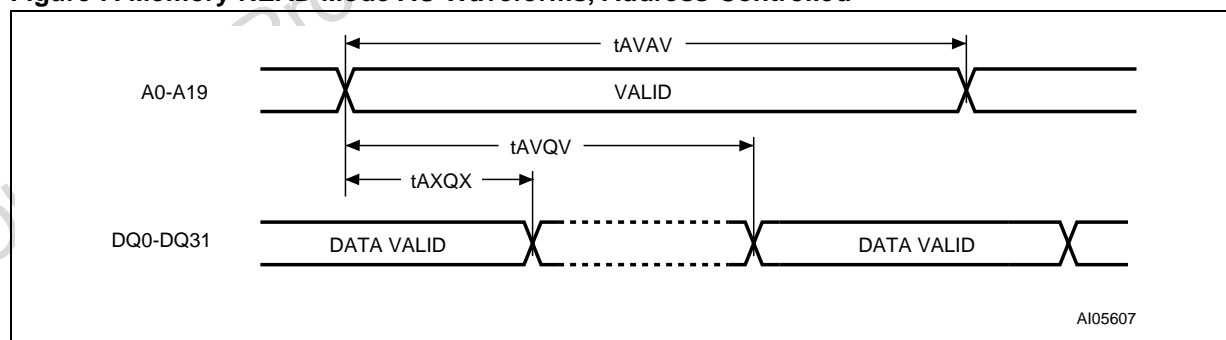 tAVAV
A0-A19
VALID
tAVQV
tAXQX
DQ0-DQ31
DATA VALID
DATA VALID
AI05607